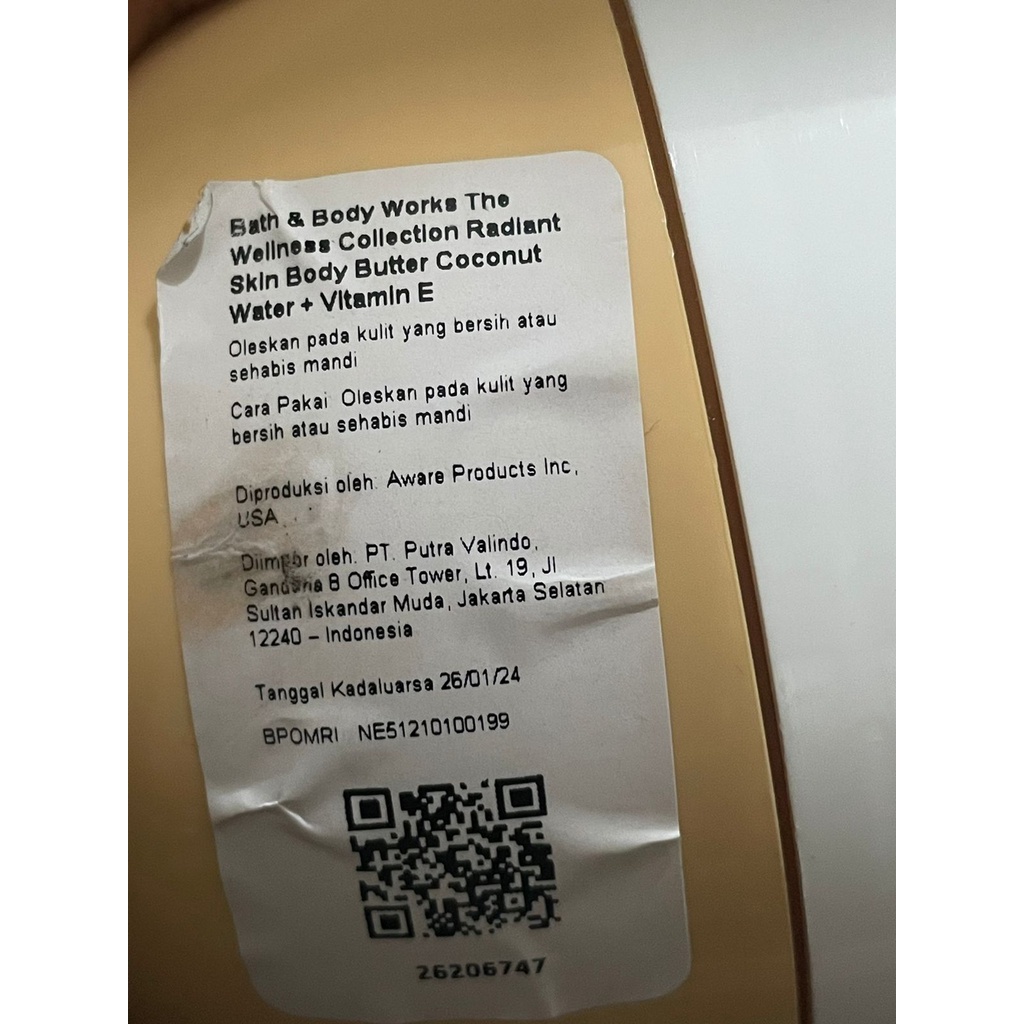 Bath & Body Works The
Wellness Collection Radiant
Skin Body Butter Coconut
Water + Vitamin E
Oleskan pada kulit yang bersih atau
sehabis mandi
Cara Pakai Oleskan pada kulit yang
bersih atau sehabis mandi
Diproduksi oleh: Aware Products Inc,
USA
Diimpor oleh. PT. Putra Valindo,
Gandaria 8 Office Tower, Lt. 19, Jl
Sultan Iskandar Muda, Jakarta Selatan
12240 – Indonesia
Tanggal Kadaluarsa 26/01/24
BPOMRI NE51210100199
26206747